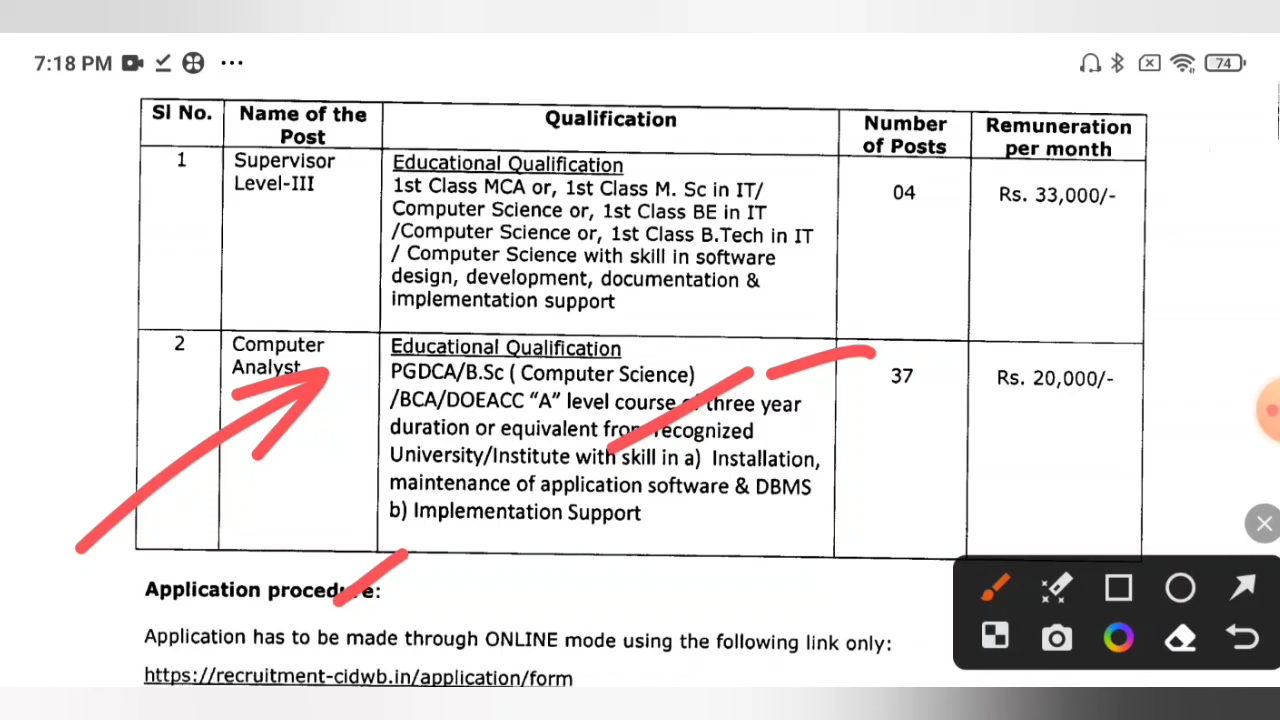 7:18 PM
74
Sl No.
Name of the
Post
Qualification
Number
of Posts
Remuneration
per month
1
Supervisor
Level-III
Educational Qualification
1st Class MCA or, 1st Class M. Sc in IT/
Computer Science or, 1st Class BE in IT
/Computer Science or, 1st Class B.Tech in IT
/ Computer Science with skill in software
design, development, documentation &
implementation support
04
Rs. 33,000/-
2
Computer
Analyst
Educational Qualification
PGDCA/B.Sc ( Computer Science)
/BCA/DOEACC “A” level course of three year
duration or equivalent from recognized
University/Institute with skill in a) Installation,
maintenance of application software & DBMS
b) Implementation Support
37
Rs. 20,000/-
Application procedure:
Application has to be made through ONLINE mode using the following link only:
https://recruitment-cidwb.in/application/form